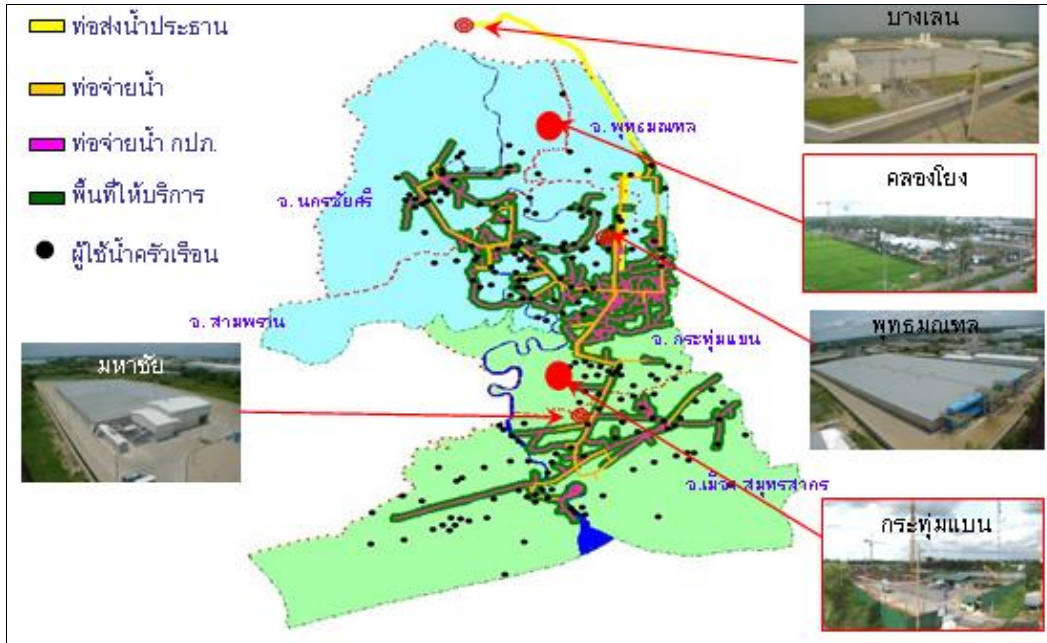 ท่อส่งน้ำประธาน
ท่อจ่ายน้ำ
ท่อจ่ายน้ำ กปภ.
พื้นที่ให้บริการ
ผู้ใช้น้ำครัวเรือน
บางเลน
อ. พุทธมณฑล
คลองโยง
อ. นครชัยศรี
อ. สามพราน
พุทธมณฑล
อ. กระทุ่มแบน
มหาชัย
อ.เมือง สมุทรสาคร
กระทุ่มแบน